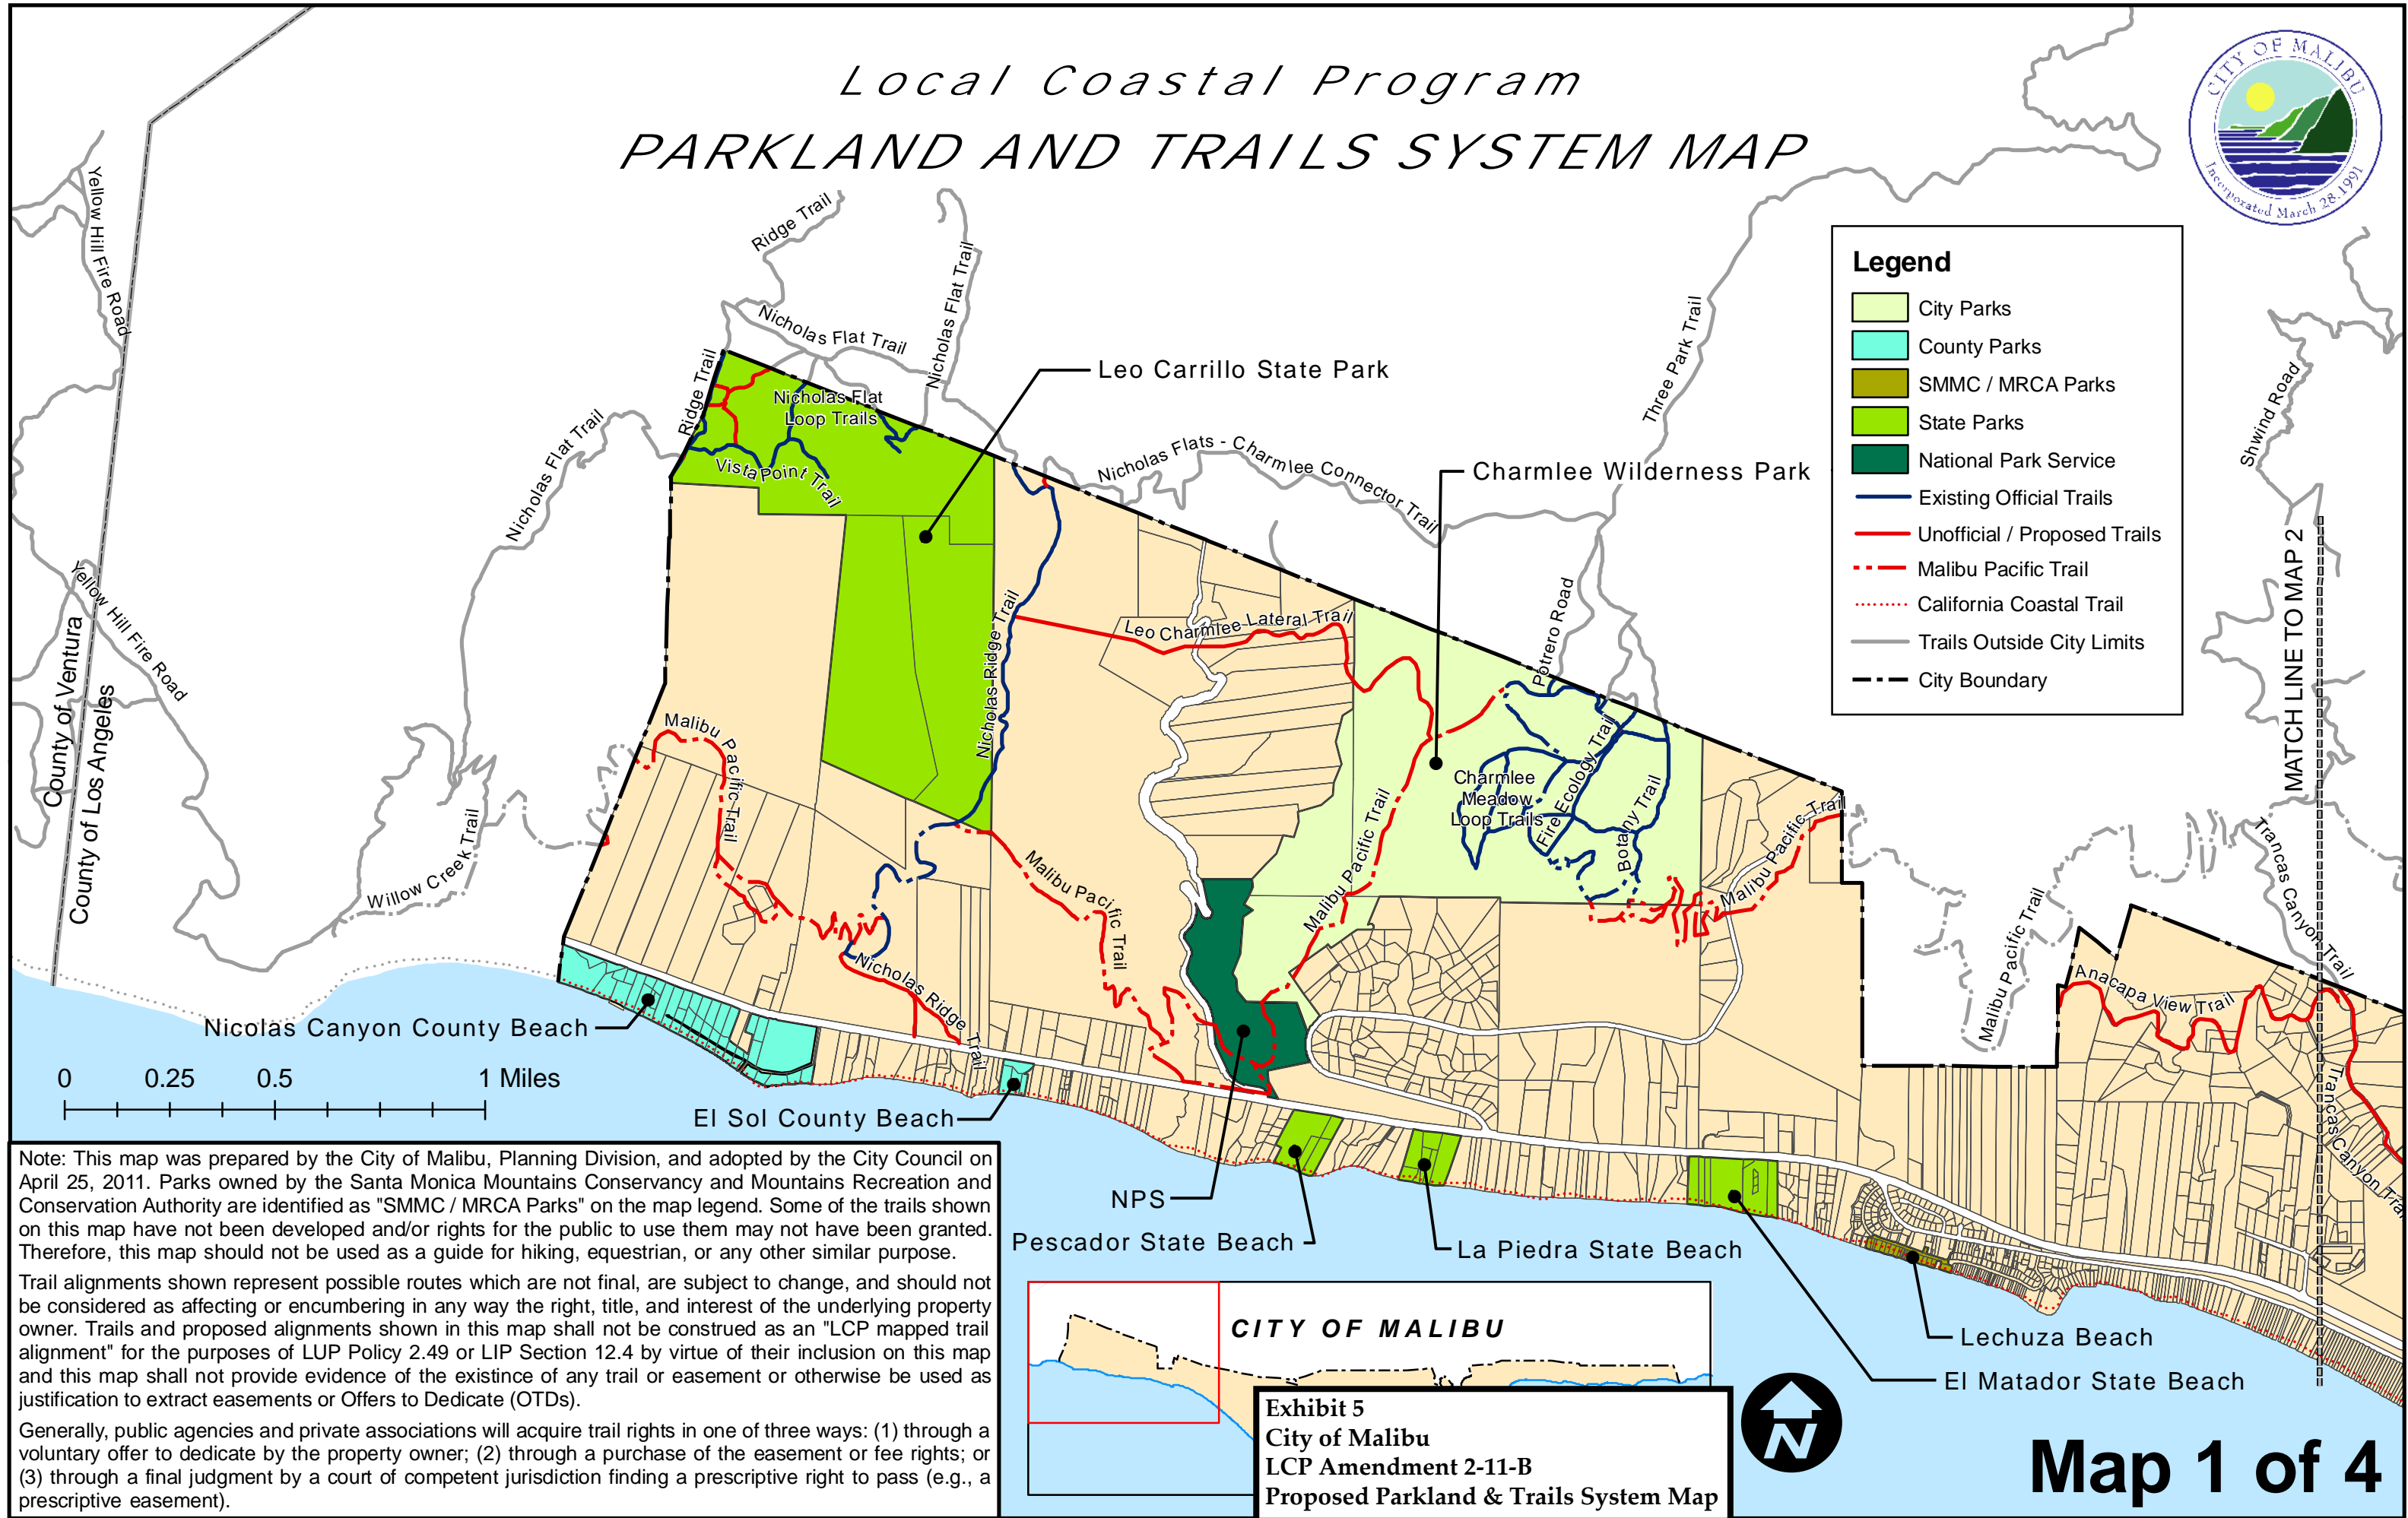 Local Coastal Program
PARKLAND AND TRAILS SYSTEM MAP
CITY OF MALIBU
Incorporated March 28, 1991
Legend
City Parks
County Parks
SMMC / MRCA Parks
State Parks
National Park Service
Existing Official Trails
Unofficial / Proposed Trails
Malibu Pacific Trail
California Coastal Trail
Trails Outside City Limits
City Boundary
Yellow Hill Fire Road
Yellow Hill Fire Road
County of Ventura
County of Los Angeles
Ridge Trail
Nicholas Flat Trail
Nicholas Flat Trail
Ridge Trail
Nicholas Flat
Loop Trails
Vista Point Trail
Nicholas Flat Trail
Leo Carrillo State Park
Nicholas Flats - Charmlee Connector Trail
Three Park Trail
Charmlee Wilderness Park
Shwind Road
MATCH LINE TO MAP 2
Potrero Road
Leo Charmlee Lateral Trail
Nicholas Ridge Trail
Malibu Pacific Trail
Willow Creek Trail
Charmlee
Meadow
Loop Trails
Fire Ecology Trail
Botany Trail
Malibu Pacific Trail
Malibu Pacific Trail
Malibu Pacific Trail
Malibu Pacific Trail
Trancas Canyon Trail
Anacapa View Trail
Trancas Canyon Trail
Nicholas Ridge Trail
Nicolas Canyon County Beach
0 0.25 0.5 1 Miles
El Sol County Beach
NPS
Pescador State Beach
La Piedra State Beach
Lechuza Beach
El Matador State Beach
Note: This map was prepared by the City of Malibu, Planning Division, and adopted by the City Council on
April 25, 2011. Parks owned by the Santa Monica Mountains Conservancy and Mountains Recreation and
Conservation Authority are identified as "SMMC / MRCA Parks" on the map legend. Some of the trails shown
on this map have not been developed and/or rights for the public to use them may not have been granted.
Therefore, this map should not be used as a guide for hiking, equestrian, or any other similar purpose.
Trail alignments shown represent possible routes which are not final, are subject to change, and should not
be considered as affecting or encumbering in any way the right, title, and interest of the underlying property
owner. Trails and proposed alignments shown in this map shall not be construed as an "LCP mapped trail
alignment" for the purposes of LUP Policy 2.49 or LIP Section 12.4 by virtue of their inclusion on this map
and this map shall not provide evidence of the existince of any trail or easement or otherwise be used as
justification to extract easements or Offers to Dedicate (OTDs).
Generally, public agencies and private associations will acquire trail rights in one of three ways: (1) through a
voluntary offer to dedicate by the property owner; (2) through a purchase of the easement or fee rights; or
(3) through a final judgment by a court of competent jurisdiction finding a prescriptive right to pass (e.g., a
prescriptive easement).
CITY OF MALIBU
Exhibit 5
City of Malibu
LCP Amendment 2-11-B
Proposed Parkland & Trails System Map
N
Map 1 of 4